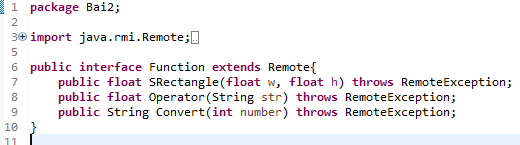 1 package Bai2;
2
3 import java.rmi.Remote;
6 public interface Function extends Remote{
7 public float SRectangle(float w, float h) throws RemoteException;
8 public float Operator(String str) throws RemoteException;
9 public String Convert(int number) throws RemoteException;
10 }
11